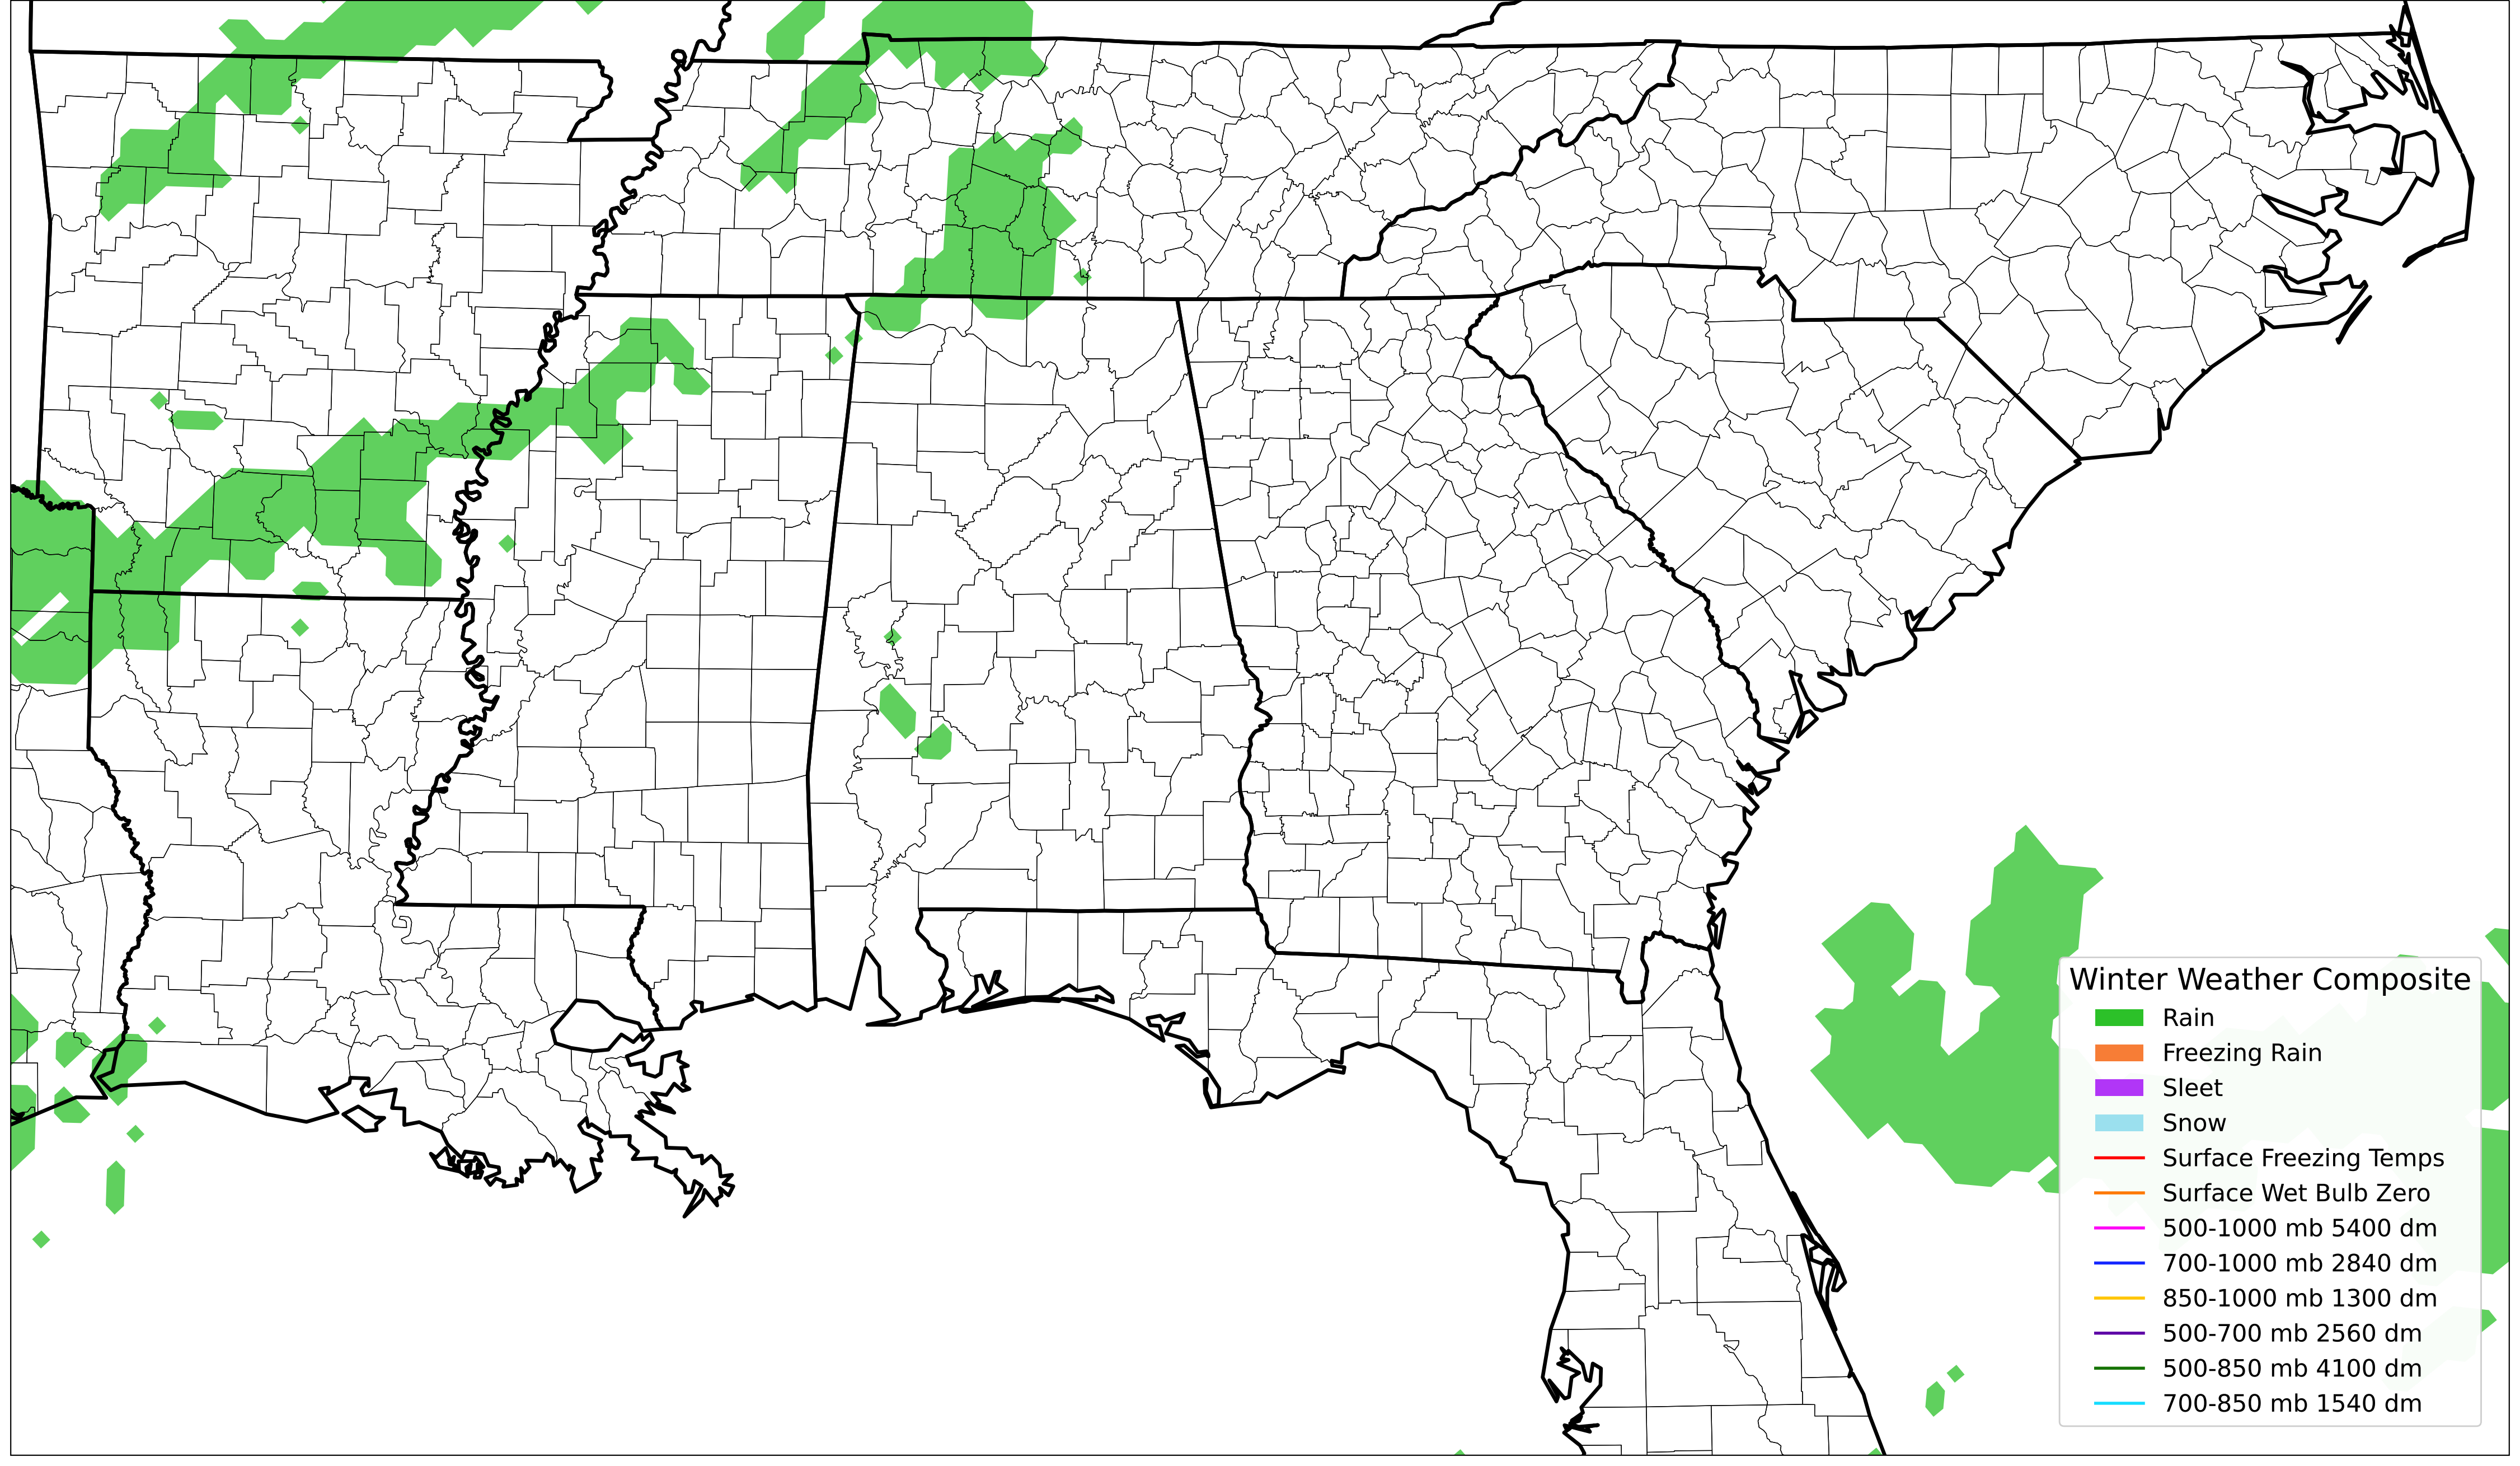 Winter Weather Composite
Rain
Freezing Rain
Sleet
Snow
Surface Freezing Temps
Surface Wet Bulb Zero
500-1000 mb 5400 dm
700-1000 mb 2840 dm
850-1000 mb 1300 dm
500-700 mb 2560 dm
500-850 mb 4100 dm
700-850 mb 1540 dm